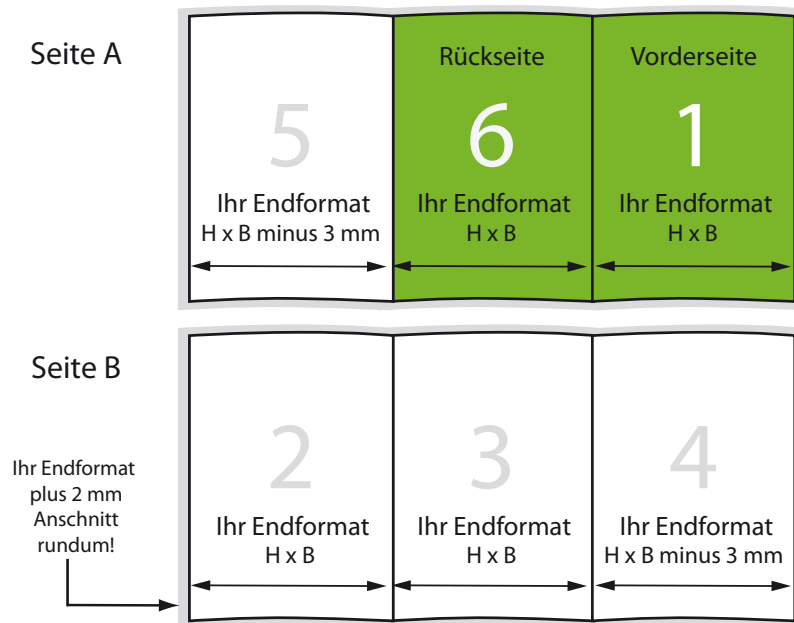 Seite A
Rückseite
Vorderseite
5
6
1
Ihr Endformat
H x B minus 3 mm
Ihr Endformat
H x B
Ihr Endformat
H x B
Seite B
2
3
4
Ihr Endformat
H x B
Ihr Endformat
H x B
Ihr Endformat
H x B minus 3 mm
Ihr Endformat
plus 2 mm
Anschnitt
rundum!